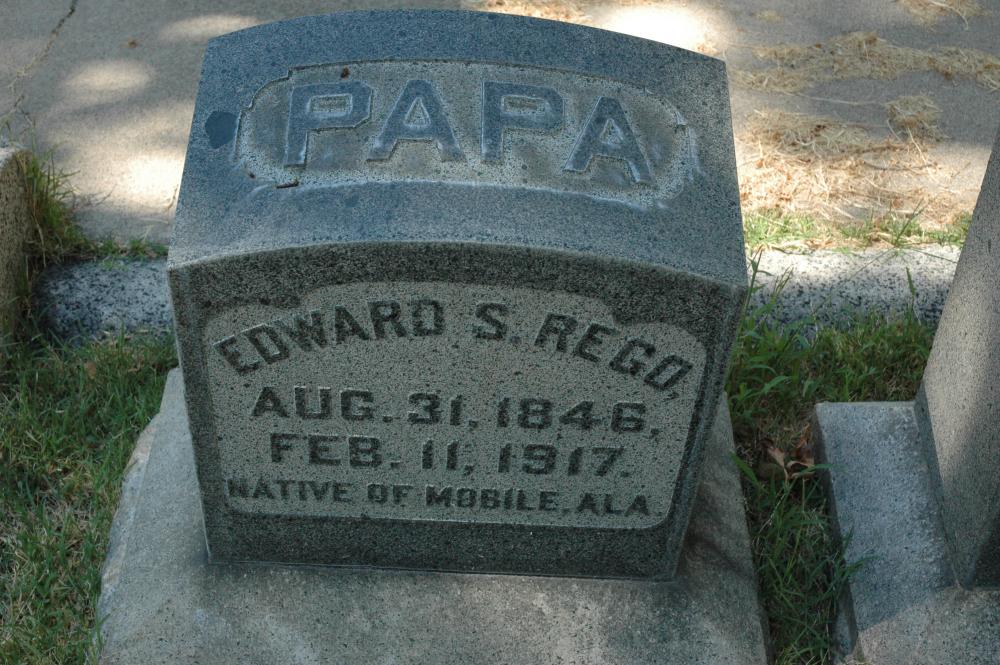 PAPA
EDWARD S. REGO,
AUG. 31, 1846,
FEB. 11, 1917.
NATIVE OF MOBILE, ALA.